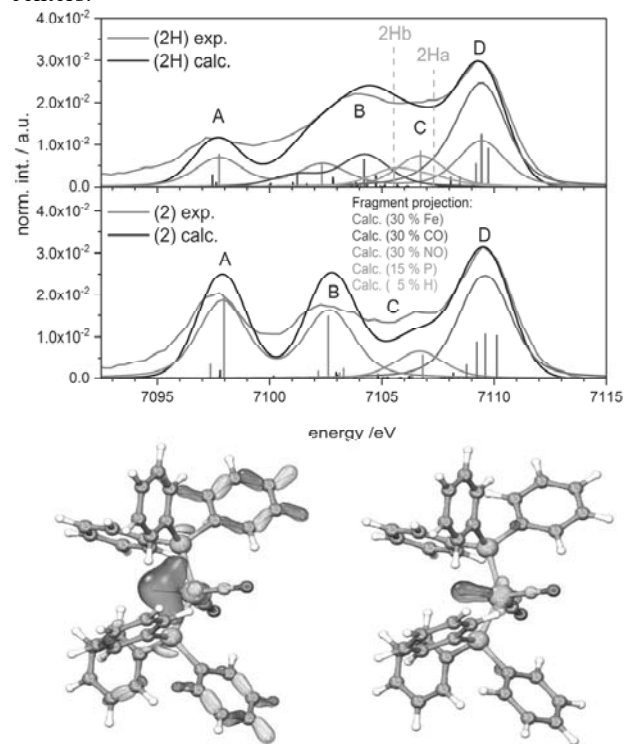 4.0x10⁻²
(2H) exp.
(2H) calc.
2Hb
2Ha
D
3.0x10⁻²
2.0x10⁻²
A
B
C
1.0x10⁻²
0.0
norm. int. / a.u.
4.0x10⁻²
(2) exp.
(2) calc.
Fragment projection:
Calc. (30 % Fe)
Calc. (30 % CO)
Calc. (30 % NO)
Calc. (15 % P)
Calc. ( 5 % H)
D
3.0x10⁻²
A
B
C
2.0x10⁻²
1.0x10⁻²
0.0
7095 7100 7105 7110 7115
energy /eV